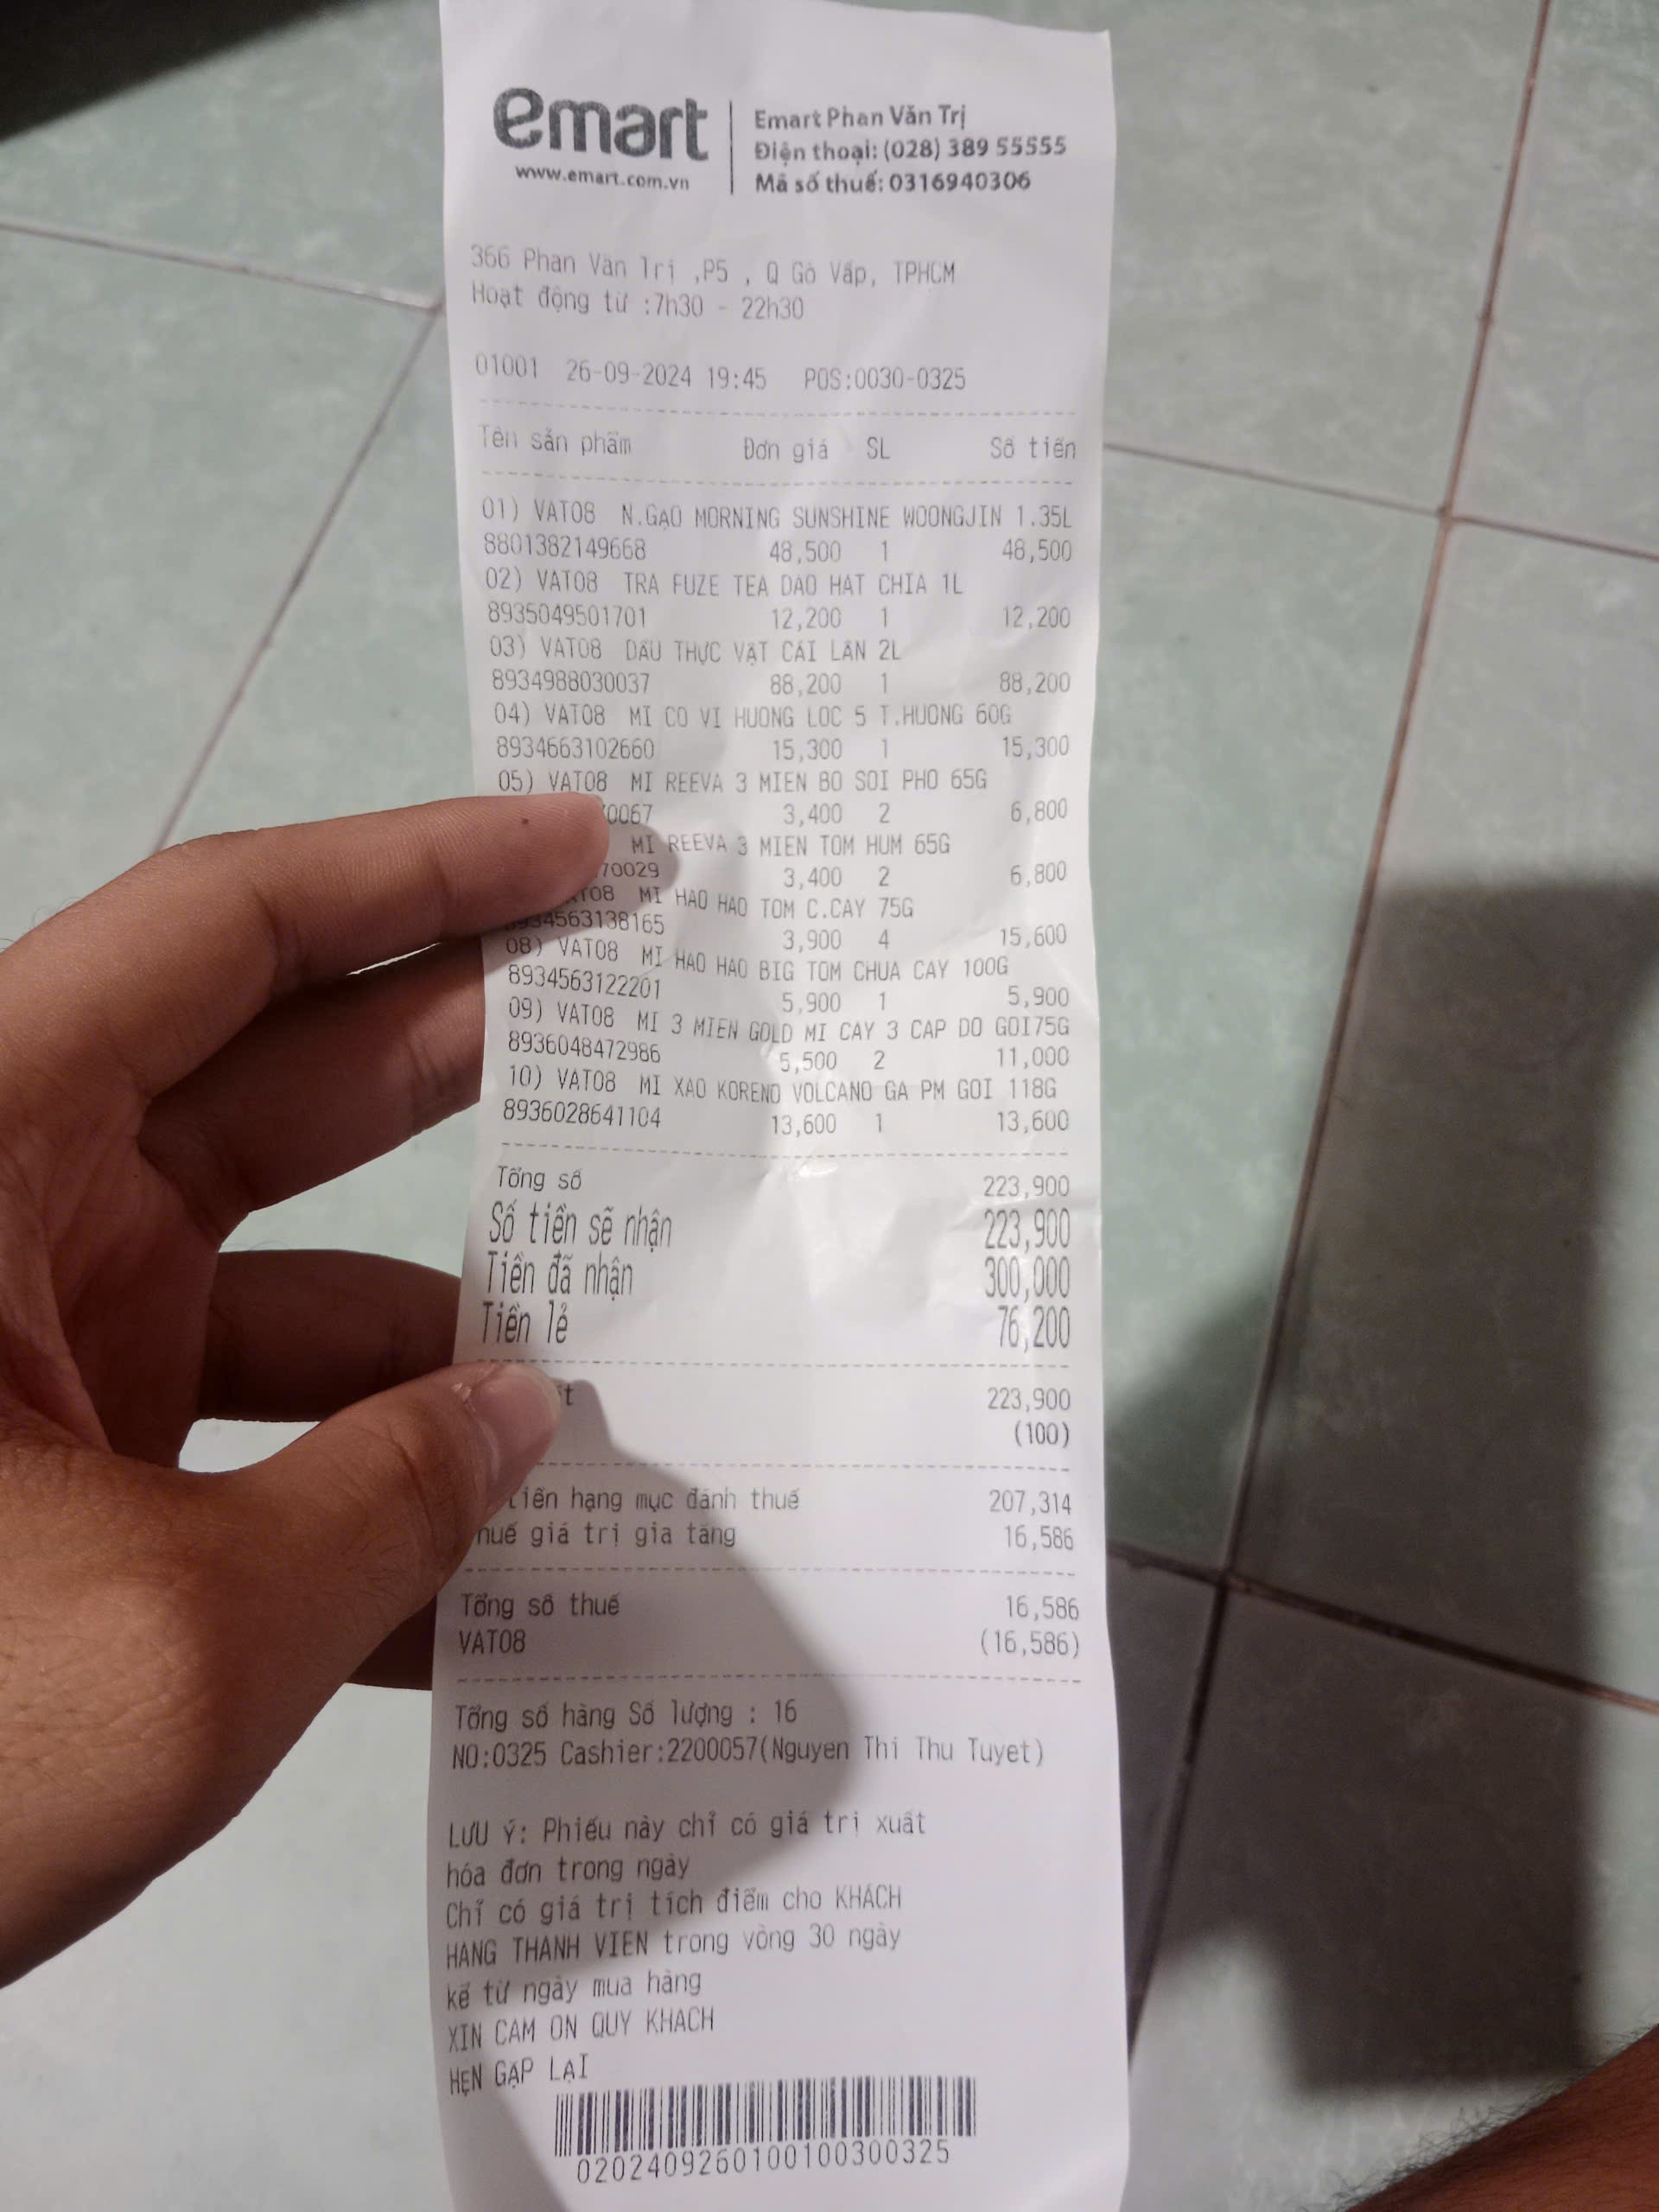 emart
www.emart.com.vn
Emart Phan Văn Trị
Điện thoại: (028) 389 55555
Mã số thuế: 0316940306
366 Phan Văn Trị ,P5 , Q Gò Vấp, TPHCM
Hoạt động từ :7h30 - 22h30
01001 26-09-2024 19:45 POS:0030-0325
Tên sản phẩm Đơn giá SL Số tiền
01) VAT08 N.GẠO MORNING SUNSHINE WOONGJIN 1.35L
8801382149668 48,500 1 48,500
02) VAT08 TRA FUZE TEA DAO HAT CHIA 1L
8935049501701 12,200 1 12,200
03) VAT08 DẦU THỰC VẬT CÁI LÂN 2L
8934988030037 88,200 1 88,200
04) VAT08 MI CO VI HUONG LOC 5 T.HUONG 60G
8934663102660 15,300 1 15,300
05) VAT08 MI REEVA 3 MIEN BO SOI PHO 65G
0067 3,400 2 6,800
MI REEVA 3 MIEN TOM HUM 65G
70029 3,400 2 6,800
T08 MI HAO HAO TOM C.CAY 75G
8934563138165 3,900 4 15,600
08) VAT08 MI HAO HAO BIG TOM CHUA CAY 100G
8934563122201 5,900 1 5,900
09) VAT08 MI 3 MIEN GOLD MI CAY 3 CAP DO GOI75G
8936048472986 5,500 2 11,000
10) VAT08 MI XAO KORENO VOLCANO GA PM GOI 118G
8936028641104 13,600 1 13,600
Tổng số 223,900
Số tiền sẽ nhận 223,900
Tiền đã nhận 300,000
Tiền lẻ 76,200
t 223,900
(100)
tiền hạng mục đánh thuế 207,314
huế giá trị gia tăng 16,586
Tổng số thuế 16,586
VAT08 (16,586)
Tổng số hàng Số lượng : 16
NO:0325 Cashier:2200057(Nguyen Thi Thu Tuyet)
LƯU Ý: Phiếu này chỉ có giá trị xuất
hóa đơn trong ngày
Chỉ có giá trị tích điểm cho KHÁCH
HÀNG THÀNH VIÊN trong vòng 30 ngày
kể từ ngày mua hàng
XIN CAM ON QUY KHACH
HẸN GẶP LẠI
0202409260100100300325